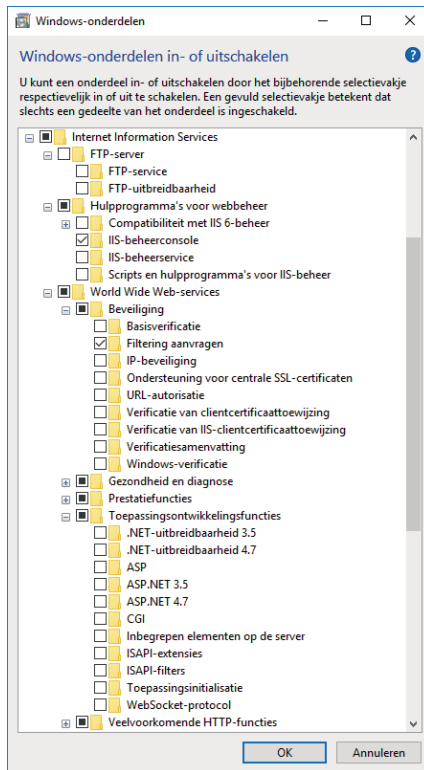 Windows-onderdelen
Windows-onderdelen in- of uitschakelen
U kunt een onderdeel in- of uitschakelen door het bijbehorende selectievakje
respectievelijk in of uit te schakelen. Een gevuld selectievakje betekent dat
slechts een gedeelte van het onderdeel is ingeschakeld.
Internet Information Services
FTP-server
FTP-service
FTP-uitbreidbaarheid
Hulpprogramma's voor webbeheer
Compatibiliteit met IIS 6-beheer
IIS-beheerconsole
IIS-beheerservice
Scripts en hulpprogramma's voor IIS-beheer
World Wide Web-services
Beveiliging
Basisverificatie
Filtering aanvragen
IP-beveiliging
Ondersteuning voor centrale SSL-certificaten
URL-autorisatie
Verificatie van clientcertificaattoewijzing
Verificatie van IIS-clientcertificaattoewijzing
Verificatiesamenvatting
Windows-verificatie
Gezondheid en diagnose
Prestatiefuncties
Toepassingsontwikkelingsfuncties
.NET-uitbreidbaarheid 3.5
.NET-uitbreidbaarheid 4.7
ASP
ASP.NET 3.5
ASP.NET 4.7
CGI
Inbegrepen elementen op de server
ISAPI-extensies
ISAPI-filters
Toepassingsinitialisatie
WebSocket-protocol
Veelvoorkomende HTTP-functies
OK Annuleren